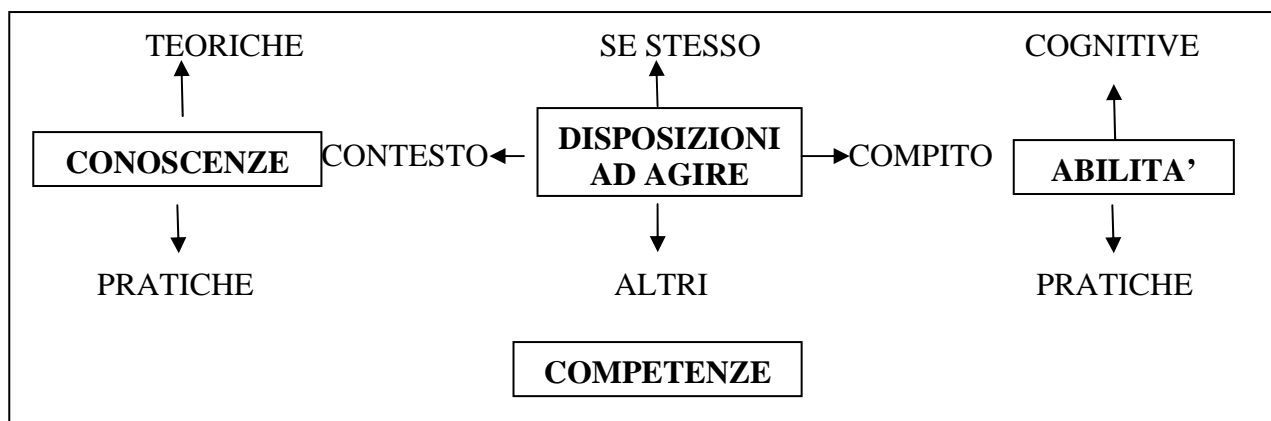 TEORICHE SE STESSO COGNITIVE
CONOSCENZE CONTESTO DISPOSIZIONI AD AGIRE COMPITO ABILITA’
PRATICHE ALTRI PRATICHE
COMPETENZE